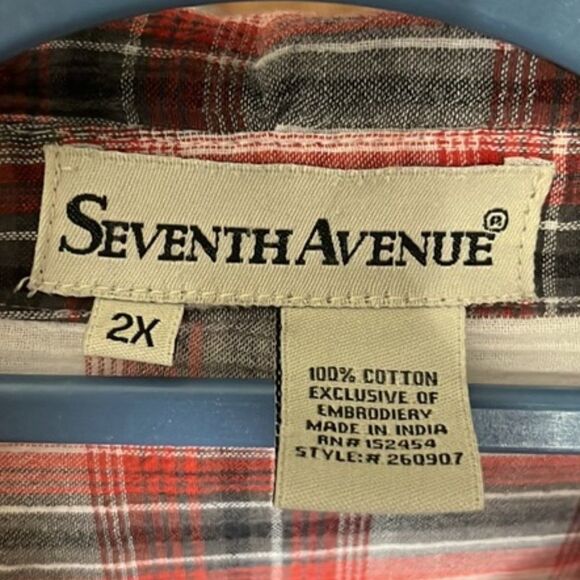 SEVENTH AVENUE®
2X
100% COTTON
EXCLUSIVE OF
EMBRODIERY
MADE IN INDIA
RN# 152454
STYLE:# 260907